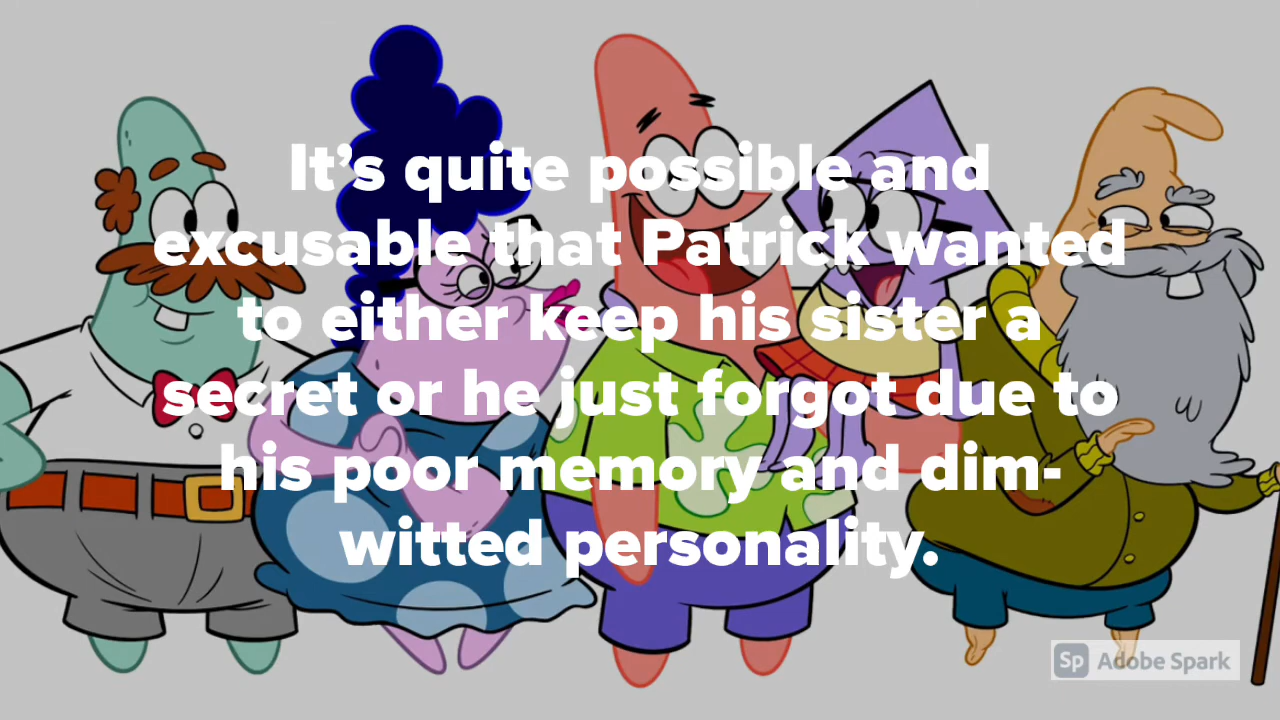 It’s quite possible and
excusable that Patrick wanted
to either keep his sister a
secret or he just forgot due to
his poor memory and dim-
witted personality.
Sp Adobe Spark